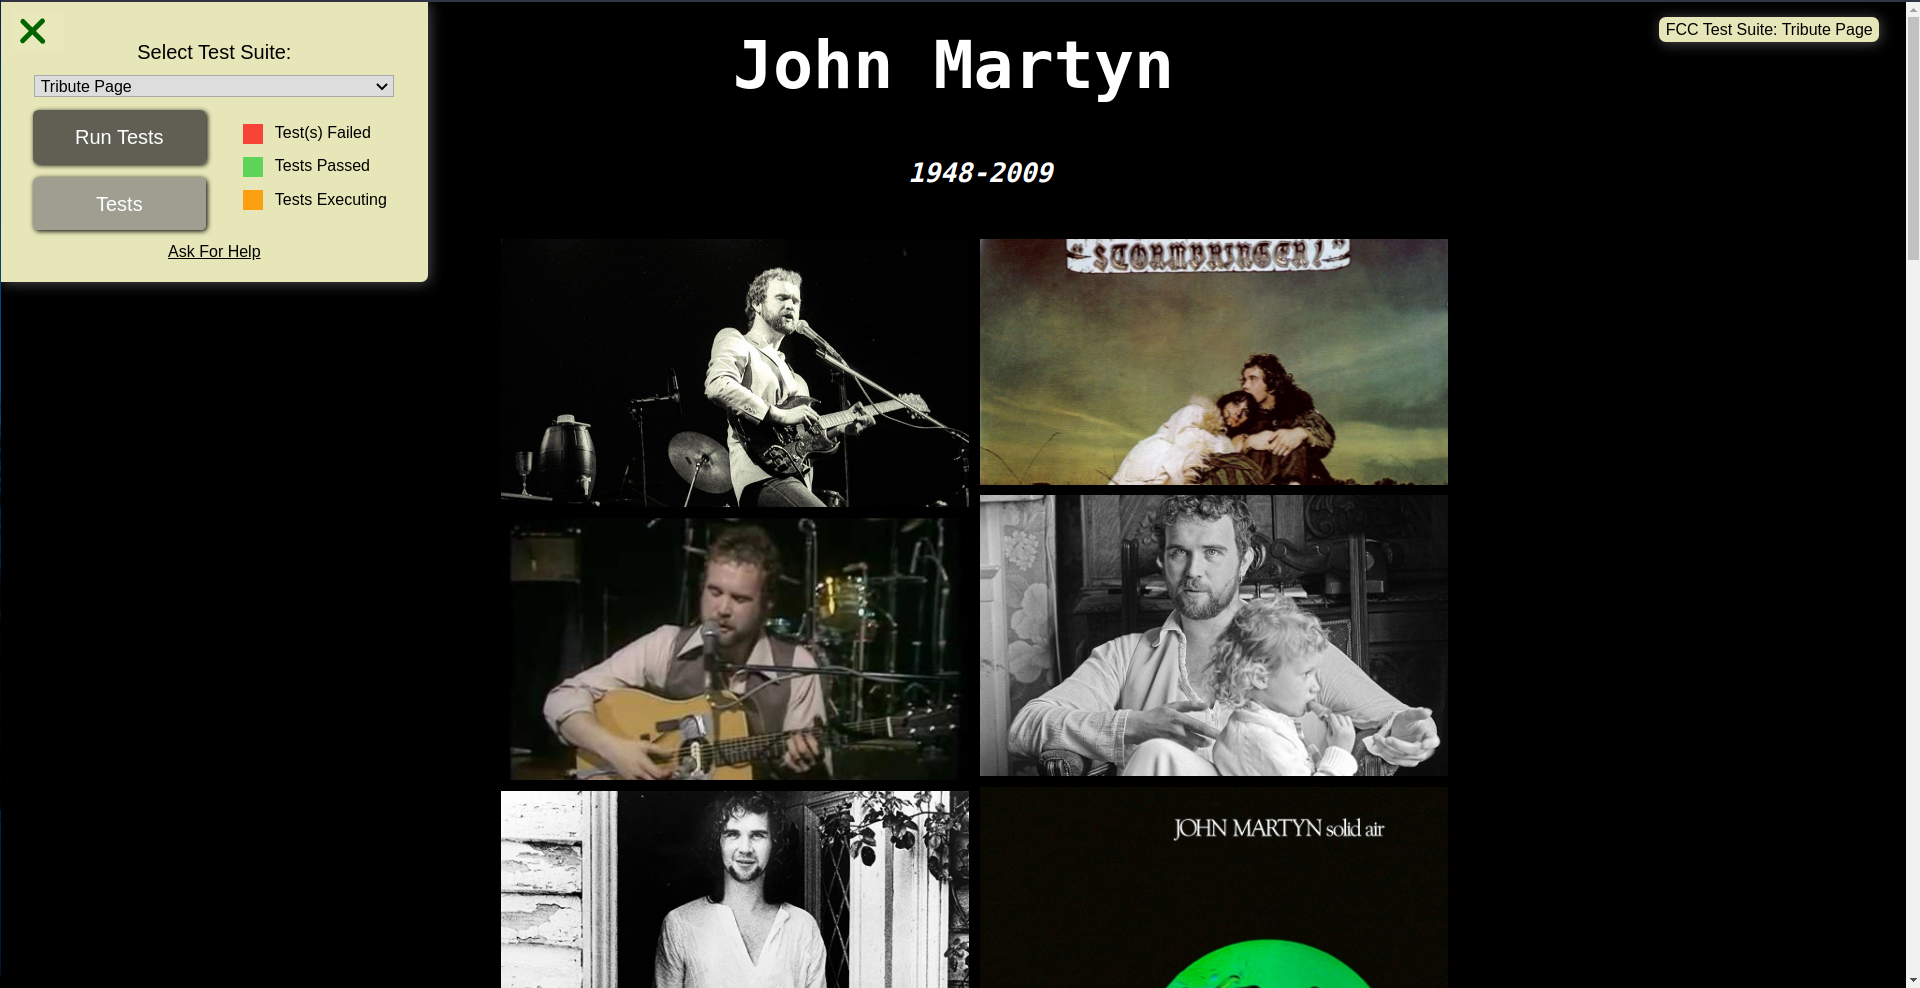 Select Test Suite:
Tribute Page
Run Tests
Tests
Test(s) Failed
Tests Passed
Tests Executing
Ask For Help
John Martyn
1948-2009
FCC Test Suite: Tribute Page
"STORMBRINGER!"
JOHN MARTYN solid air